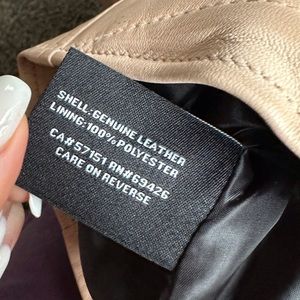 SHELL:GENUINE LEATHER
LINING:100%POLYESTER
CA#57151 RN#69426
CARE ON REVERSE